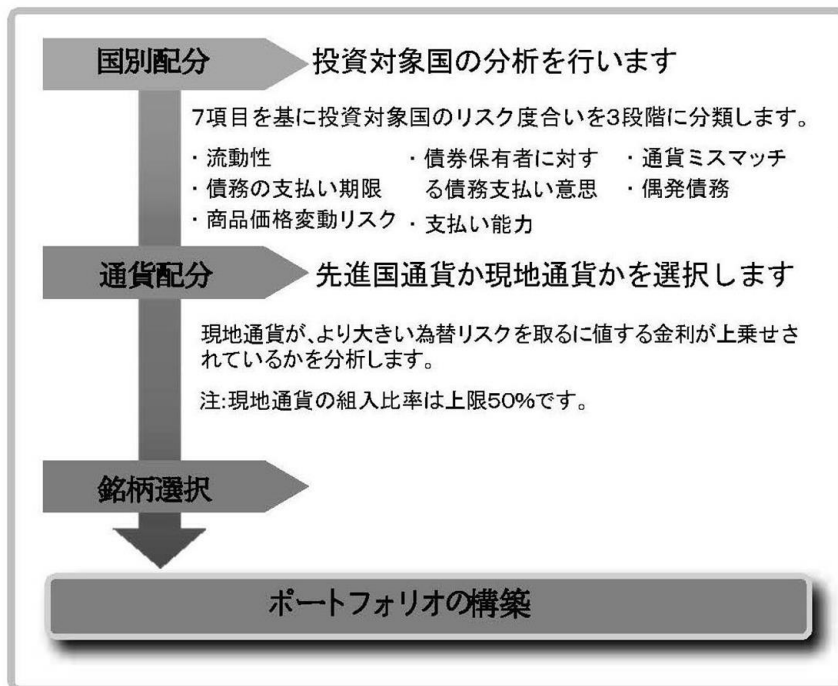 国別配分
投資対象国の分析を行います
7項目を基に投資対象国のリスク度合いを3段階に分類します。
・流動性
・債務の支払い期限
・商品価格変動リスク
・債券保有者に対す
る債務支払い意思
・支払い能力
・通貨ミスマッチ
・偶発債務
通貨配分
先進国通貨か現地通貨かを選択します
現地通貨が、より大きい為替リスクを取るに値する金利が上乗せさ
れているかを分析します。
注:現地通貨の組入比率は上限50%です。
銘柄選択
ポートフォリオの構築